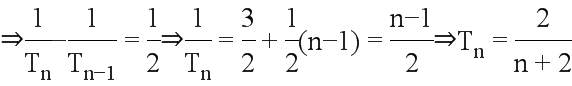 ⇒ 1/Tₙ 1/Tₙ₋₁ = 1/2 ⇒ 1/Tₙ = 3/2 + 1/2(n−1) = n−1/2 ⇒ Tₙ = 2/n + 2